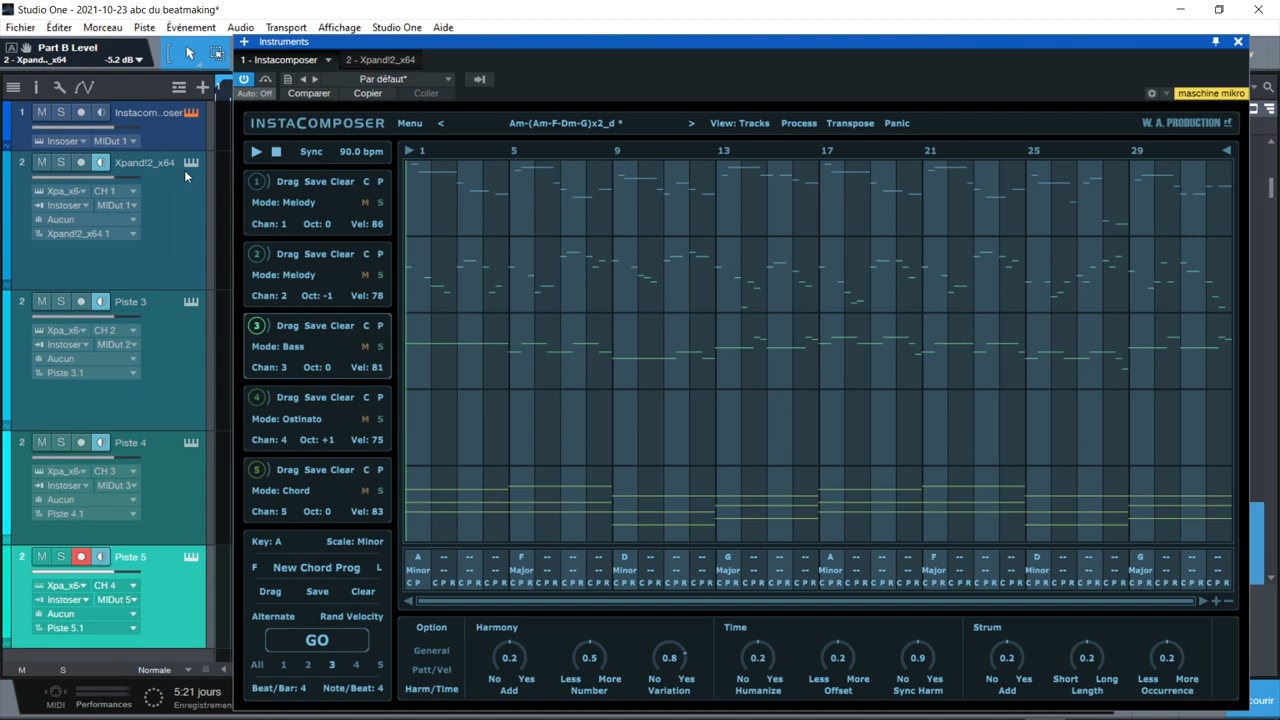 Studio One - 2021-10-23 abc du beatmaking*
Fichier Éditer Morceau Piste Événement Audio Transport Affichage Studio One Aide
Part B Level
2 - Xpand.._x64 -5.2 dB
Instruments
1 - Instacomposer 2 - Xpand!2_x64
Par défaut*
Auto: Off Comparer Copier Coller
maschine mikro
INSTACOMPOSER Menu < Am-(Am-F-Dm-G)x2_d * > View: Tracks Process Transpose Panic W. A. PRODUCTION
Sync 90.0 bpm
1 5 9 13 17 21 25 29
1 Drag Save Clear C P
Mode: Melody M S
Chan: 1 Oct: 0 Vel: 86
2 Drag Save Clear C P
Mode: Melody M S
Chan: 2 Oct: -1 Vel: 78
3 Drag Save Clear C P
Mode: Bass M S
Chan: 3 Oct: 0 Vel: 81
4 Drag Save Clear C P
Mode: Ostinato M S
Chan: 4 Oct: +1 Vel: 75
5 Drag Save Clear C P
Mode: Chord M S
Chan: 5 Oct: 0 Vel: 83
Key: A Scale: Minor
F New Chord Prog L
Drag Save Clear
Alternate Rand Velocity
GO
All 1 2 3 4 5
Beat/Bar: 4 Note/Beat: 4
A -- -- -- F -- -- -- D -- -- -- G -- -- -- A -- -- -- F -- -- -- D -- -- -- G -- -- --
Minor Major Minor Major Minor Major Minor Major
C P R C P R C P R C P R C P R C P R C P R C P R C P R C P R C P R C P R C P R C P R C P R C P R C P R C P R C P R C P R C P R C P R C P R C P R C P R C P R C P R C P R C P R C P R C P R C P R
Option
General
Patt/Vel
Harm/Time
Harmony
0.2 0.5 0.8
No Yes Less More No Yes
Add Number Variation
Time
0.2 0.2 0.9
No Yes Less More No Yes
Humanize Offset Sync Harm
Strum
0.2 0.2 0.2
No Yes Short Long Less More
Add Length Occurrence
1 M S Instacom..oser
Insoser MIDut 1
2 M S Xpand!2_x64
Xpa_x6 CH 1
Instoser MIDut 1
Aucun
Xpand!2_x64 1
2 M S Piste 3
Xpa_x6 CH 2
Instoser MIDut 2
Aucun
Piste 3.1
2 M S Piste 4
Xpa_x6 CH 3
Instoser MIDut 3
Aucun
Piste 4.1
2 M S Piste 5
Xpa_x6 CH 4
Instoser MIDut 5
Aucun
Piste 5.1
M S Normale
MIDI Performances
5:21 jours
Enregistrement
courir